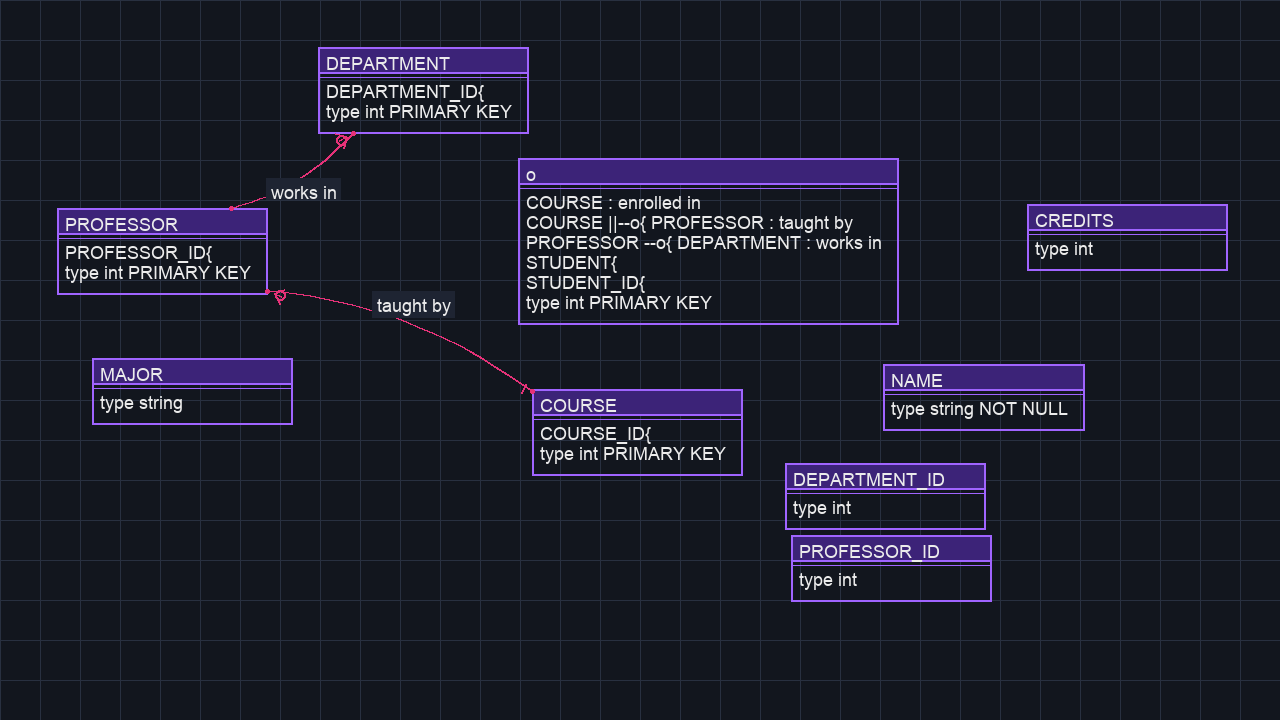 DEPARTMENT
DEPARTMENT_ID{
type int PRIMARY KEY
works in
PROFESSOR
PROFESSOR_ID{
type int PRIMARY KEY
o
COURSE : enrolled in
COURSE ||--o{ PROFESSOR : taught by
PROFESSOR --o{ DEPARTMENT : works in
STUDENT{
STUDENT_ID{
type int PRIMARY KEY
CREDITS
type int
taught by
MAJOR
type string
COURSE
COURSE_ID{
type int PRIMARY KEY
NAME
type string NOT NULL
DEPARTMENT_ID
type int
PROFESSOR_ID
type int